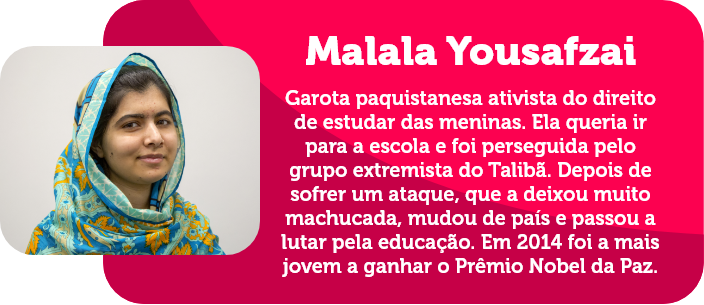 Malala Yousafzai
Garota paquistanesa ativista do direito
de estudar das meninas. Ela queria ir
para a escola e foi perseguida pelo
grupo extremista do Talibã. Depois de
sofrer um ataque, que a deixou muito
machucada, mudou de país e passou a
lutar pela educação. Em 2014 foi a mais
jovem a ganhar o Prêmio Nobel da Paz.